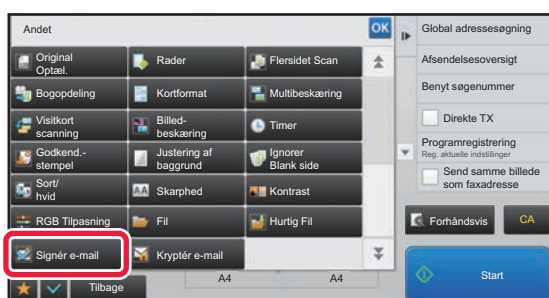 Andet
OK
Original
Optæl.
Rader
Flersidet Scan
Bogopdeling
Kortformat
Multibeskæring
Visitkort
scanning
Billed-
beskæring
Timer
Godkend.-
stempel
Justering af
baggrund
Ignorer
Blank side
Sort/
hvid
AA
Skarphed
Kontrast
RGB Tilpasning
Fil
Hurtig Fil
Signér e-mail
Kryptér e-mail
Tilbage
A4
A4
Global adressesøgning
Afsendelsesoversigt
Benyt søgenummer
Direkte TX
Programregistrering
Reg. aktuelle indstillinger
Send samme billede
som faxadresse
Forhåndsvis
CA
Start